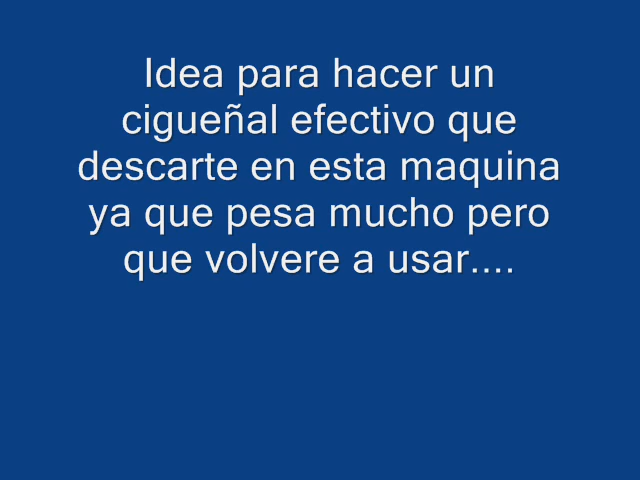 Idea para hacer un
cigueñal efectivo que
descarte en esta maquina
ya que pesa mucho pero
que volvere a usar....